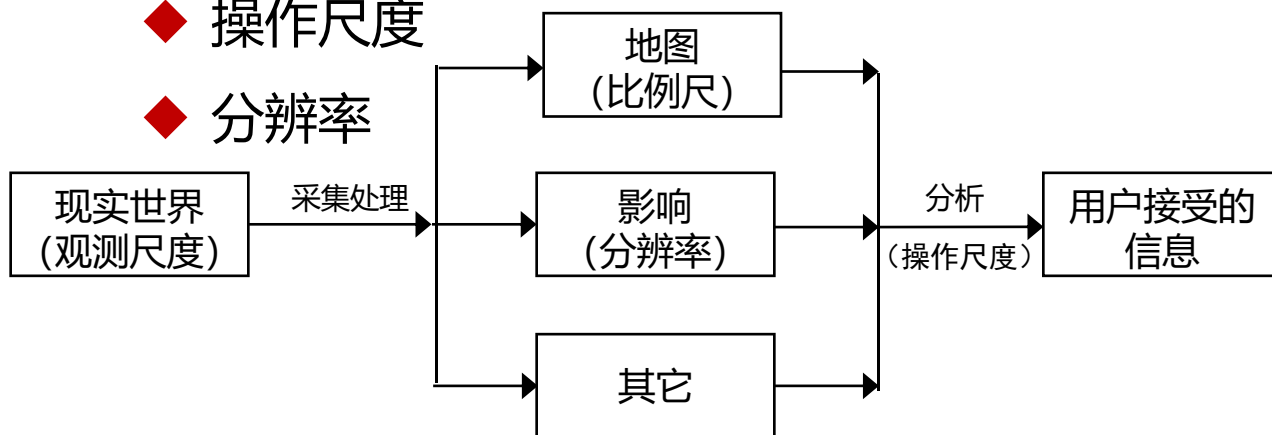 操作尺度
分辨率
地图
(比例尺)
现实世界
(观测尺度)
采集处理
影响
(分辨率)
分析
（操作尺度）
用户接受的
信息
其它